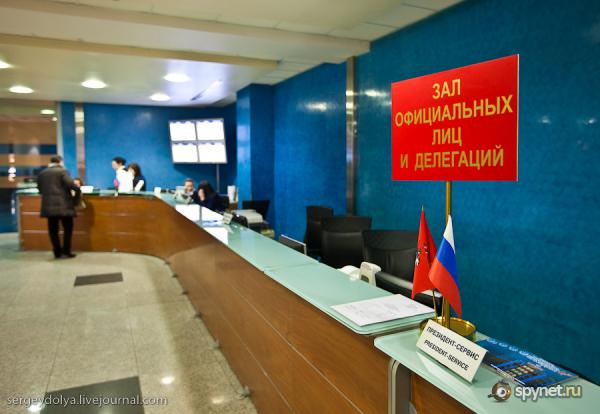 ЗАЛ
ОФИЦИАЛЬНЫХ
ЛИЦ
И ДЕЛЕГАЦИЙ
ПРЕЗИДЕНТ-СЕРВИС
PRESIDENT-SERVICE
sergeydolya.livejournal.com
spynet.ru